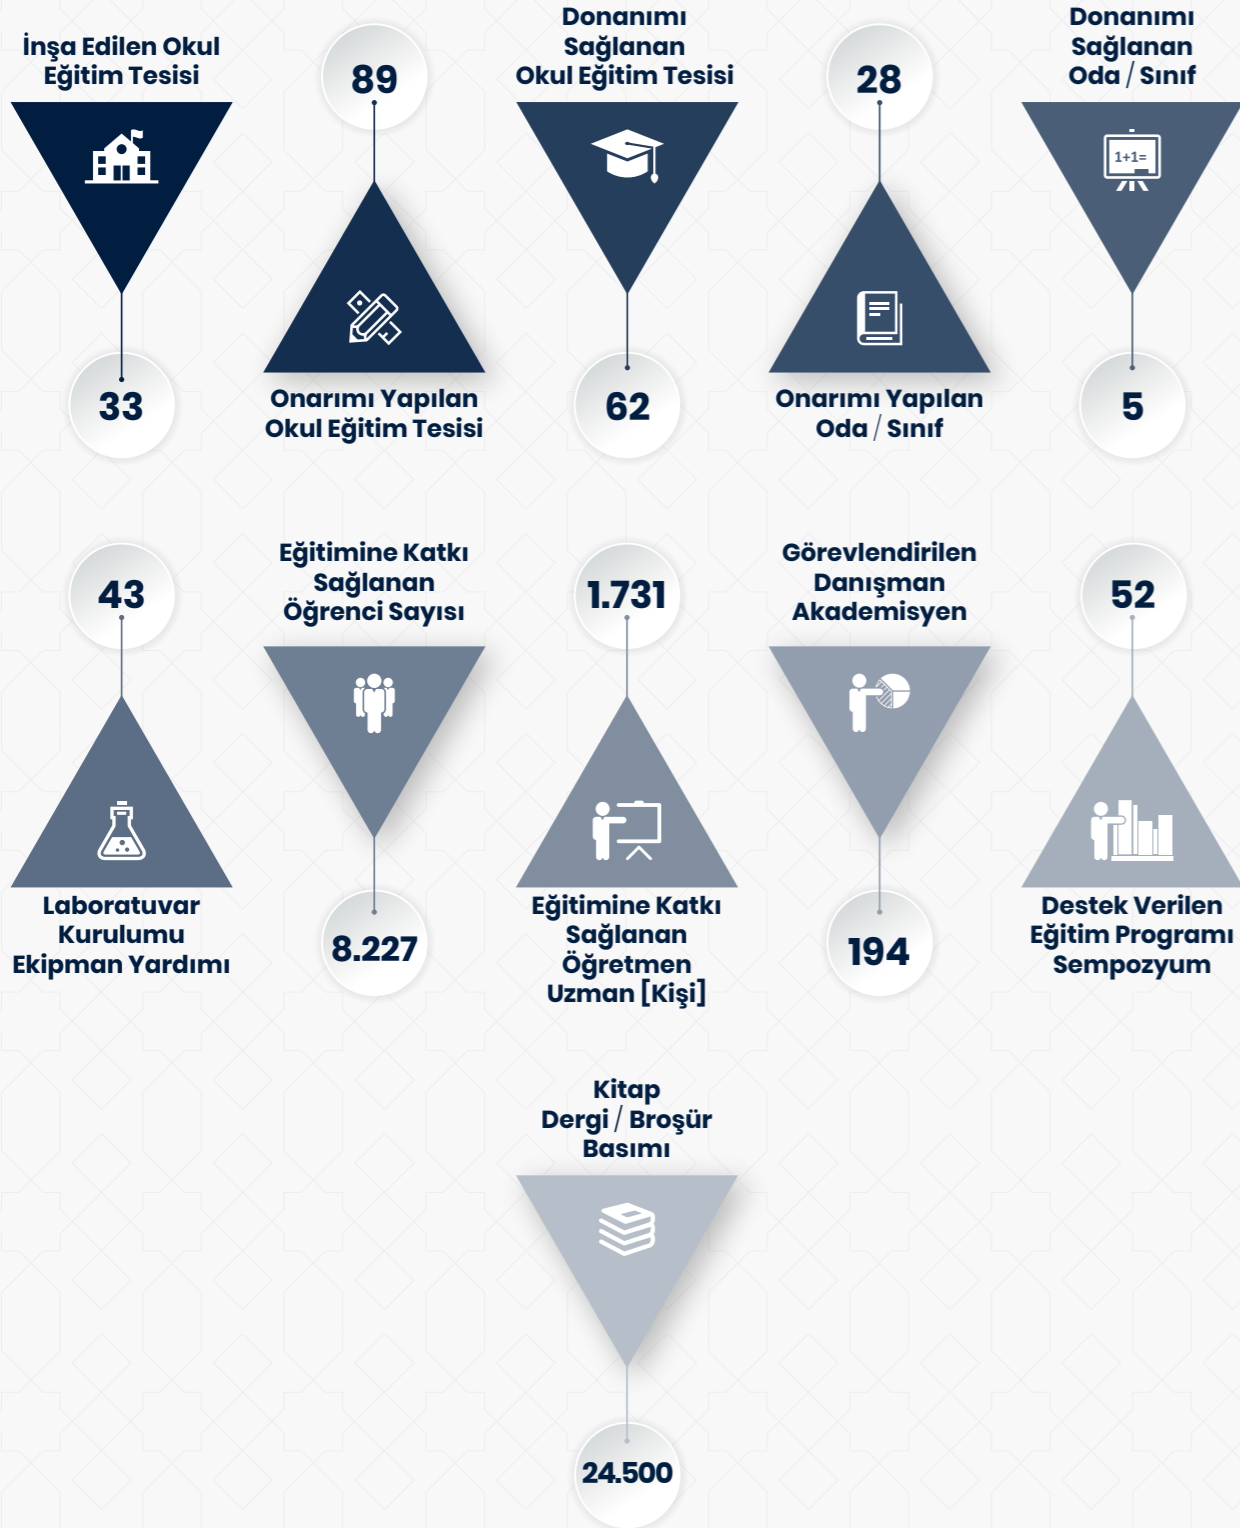 İnşa Edilen Okul
Eğitim Tesisi
33
89
Onarımı Yapılan
Okul Eğitim Tesisi
Donanımı
Sağlanan
Okul Eğitim Tesisi
62
28
Onarımı Yapılan
Oda / Sınıf
Donanımı
Sağlanan
Oda / Sınıf
1+1=
5
43
Laboratuvar
Kurulumu
Ekipman Yardımı
Eğitimine Katkı
Sağlanan
Öğrenci Sayısı
8.227
1.731
Eğitimine Katkı
Sağlanan
Öğretmen
Uzman [Kişi]
Görevlendirilen
Danışman
Akademisyen
194
52
Destek Verilen
Eğitim Programı
Sempozyum
Kitap
Dergi / Broşür
Basımı
24.500